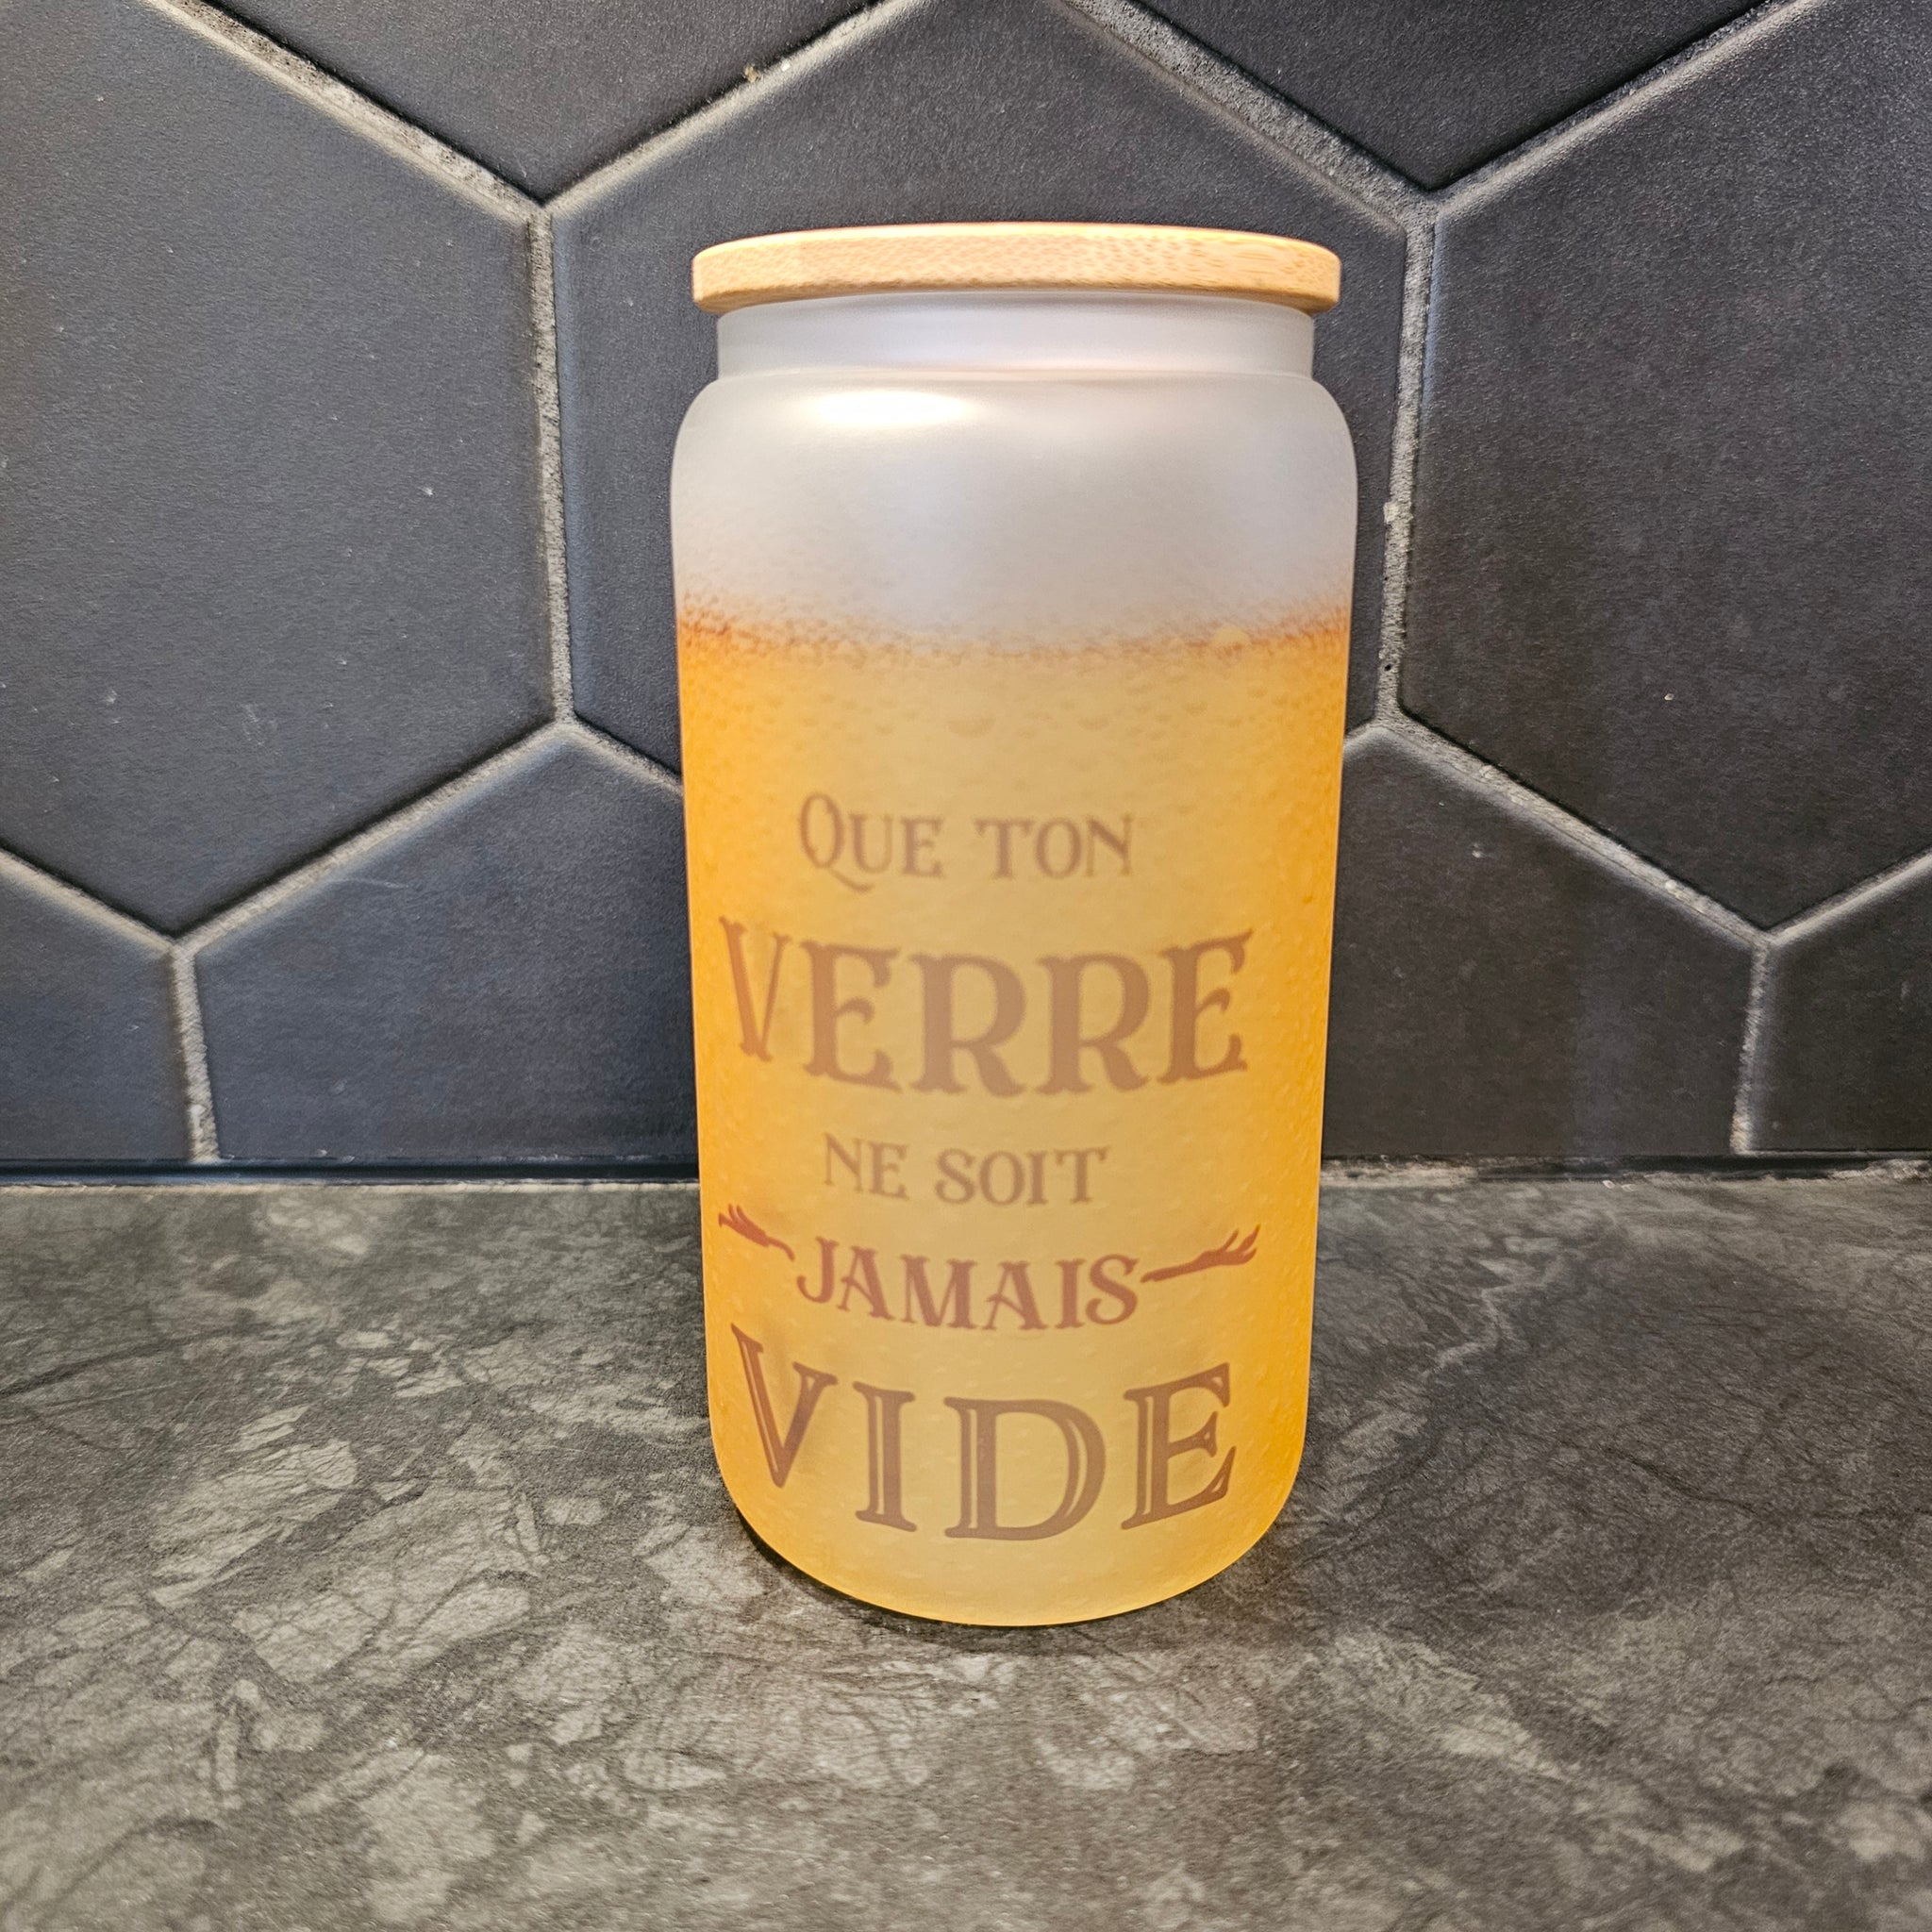 QUE TON
VERRE
NE SOIT
JAMAIS
VIDE